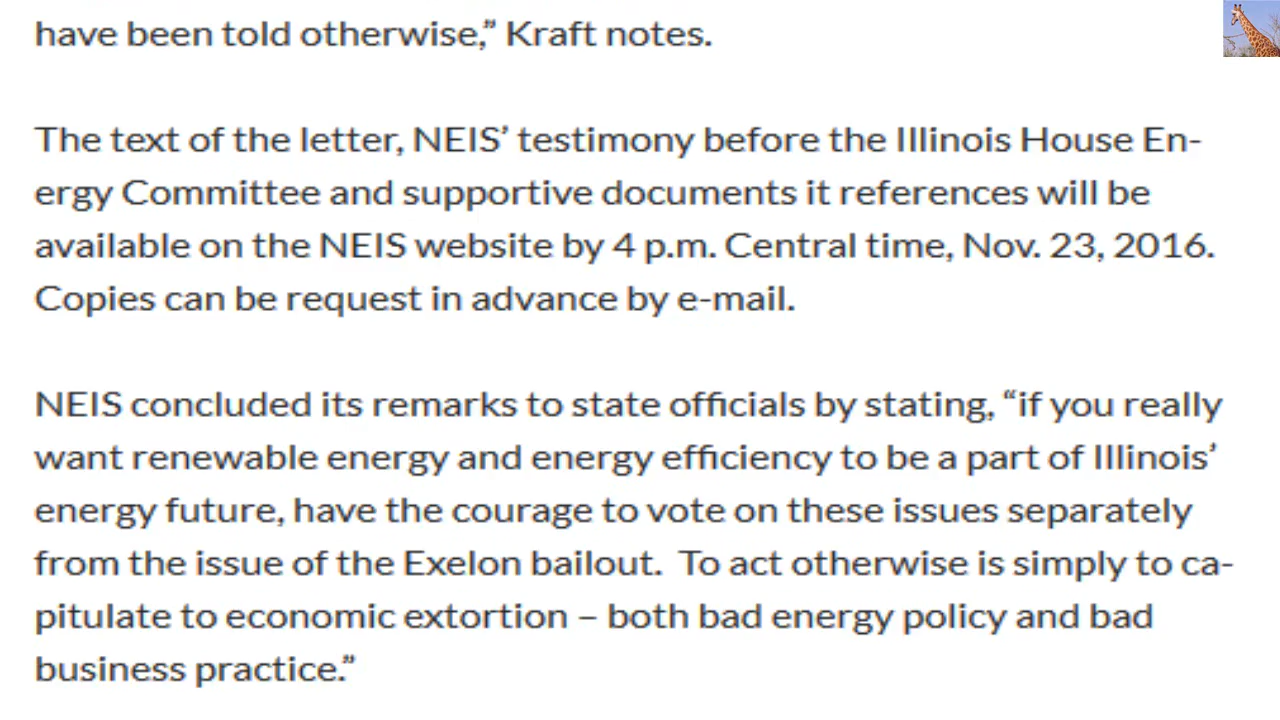 have been told otherwise,” Kraft notes.
The text of the letter, NEIS’ testimony before the Illinois House En-
ergy Committee and supportive documents it references will be
available on the NEIS website by 4 p.m. Central time, Nov. 23, 2016.
Copies can be request in advance by e-mail.
NEIS concluded its remarks to state officials by stating, “if you really
want renewable energy and energy efficiency to be a part of Illinois’
energy future, have the courage to vote on these issues separately
from the issue of the Exelon bailout.  To act otherwise is simply to ca-
pitulate to economic extortion – both bad energy policy and bad
business practice.”